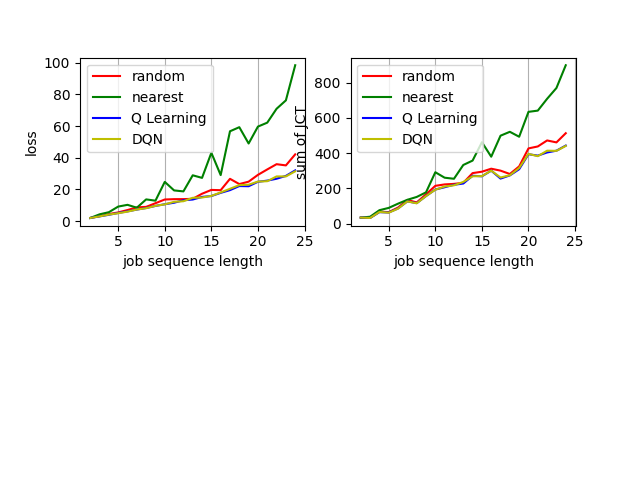 100
80
60
40
20
0
loss
random
nearest
Q Learning
DQN
5
10
15
20
25
job sequence length
800
600
400
200
0
sum of JCT
random
nearest
Q Learning
DQN
5
10
15
20
25
job sequence length